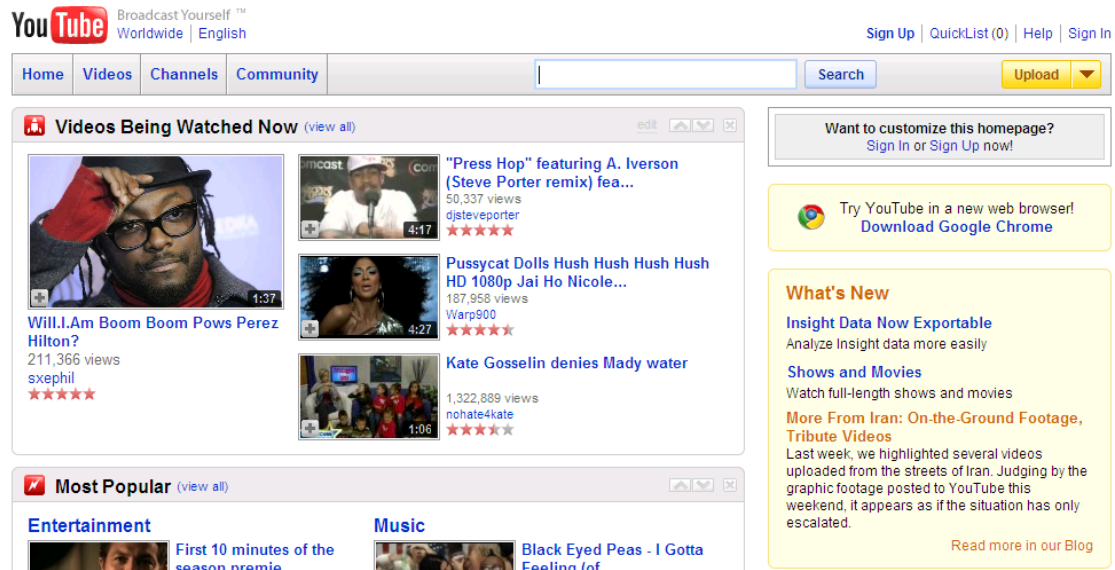 You Tube
Broadcast Yourself ™
Worldwide | English
Sign Up | QuickList (0) | Help | Sign In
Home Videos Channels Community
Search
Upload
Videos Being Watched Now (view all)
edit
1:37
Will.I.Am Boom Boom Pows Perez
Hilton?
211,366 views
sxephil
4:17
"Press Hop" featuring A. Iverson
(Steve Porter remix) fea...
50,337 views
djsteveporter
4:27
Pussycat Dolls Hush Hush Hush Hush
HD 1080p Jai Ho Nicole...
187,958 views
Warp900
1:06
Kate Gosselin denies Mady water
1,322,889 views
nohate4kate
Most Popular (view all)
Entertainment
First 10 minutes of the
season premie
Music
Black Eyed Peas - I Gotta
Feeling (of
Want to customize this homepage?
Sign In or Sign Up now!
Try YouTube in a new web browser!
Download Google Chrome
What's New
Insight Data Now Exportable
Analyze Insight data more easily
Shows and Movies
Watch full-length shows and movies
More From Iran: On-the-Ground Footage,
Tribute Videos
Last week, we highlighted several videos
uploaded from the streets of Iran. Judging by the
graphic footage posted to YouTube this
weekend, it appears as if the situation has only
escalated.
Read more in our Blog